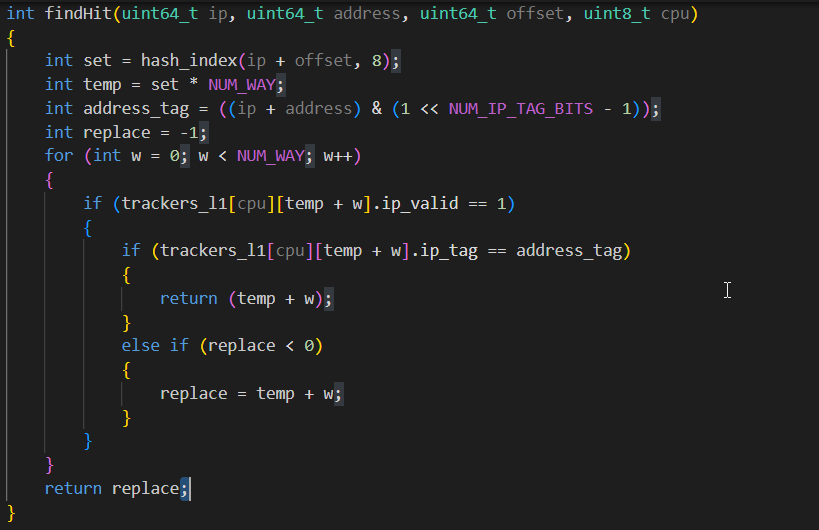 int findHit(uint64_t ip, uint64_t address, uint64_t offset, uint8_t cpu)
{
    int set = hash_index(ip + offset, 8);
    int temp = set * NUM_WAY;
    int address_tag = ((ip + address) & (1 << NUM_IP_TAG_BITS - 1));
    int replace = -1;
    for (int w = 0; w < NUM_WAY; w++)
    {
        if (trackers_l1[cpu][temp + w].ip_valid == 1)
        {
            if (trackers_l1[cpu][temp + w].ip_tag == address_tag)
            {
                return (temp + w);
            }
            else if (replace < 0)
            {
                replace = temp + w;
            }
        }
    }
    return replace;
}